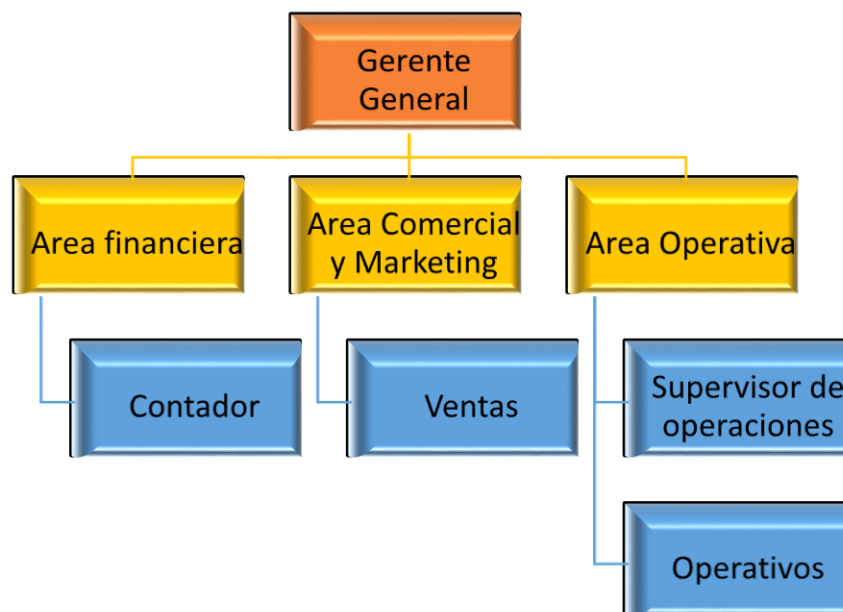 Gerente
General
Area financiera
Area Comercial
y Marketing
Area Operativa
Contador
Ventas
Supervisor de
operaciones
Operativos